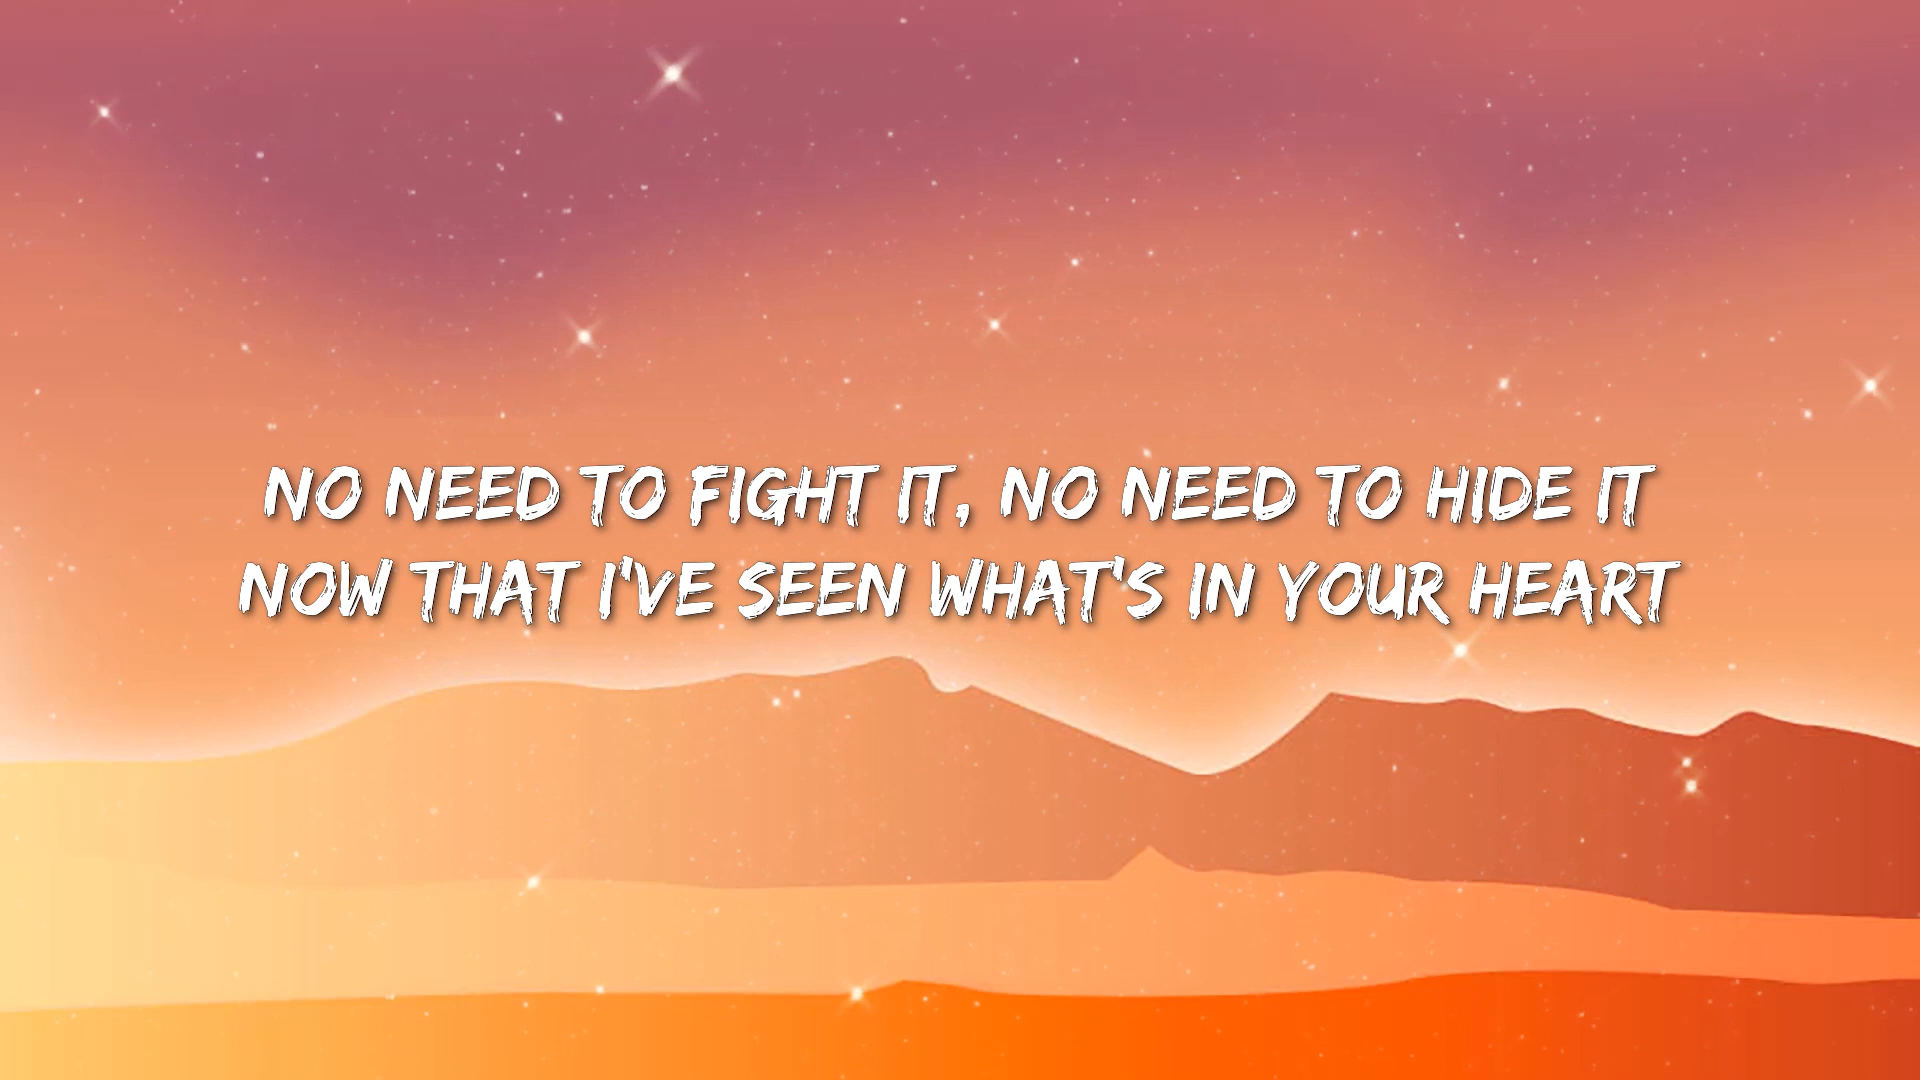 NO NEED TO FIGHT IT, NO NEED TO HIDE IT
NOW THAT I'VE SEEN WHAT'S IN YOUR HEART